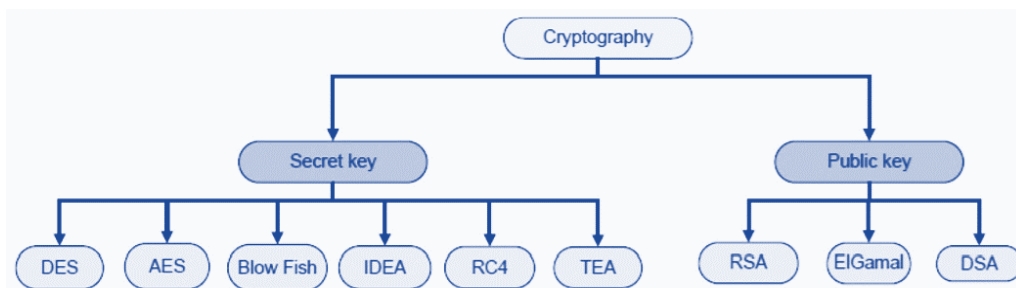 Cryptography
Secret key
Public key
DES
AES
Blow Fish
IDEA
RC4
TEA
RSA
ElGamal
DSA